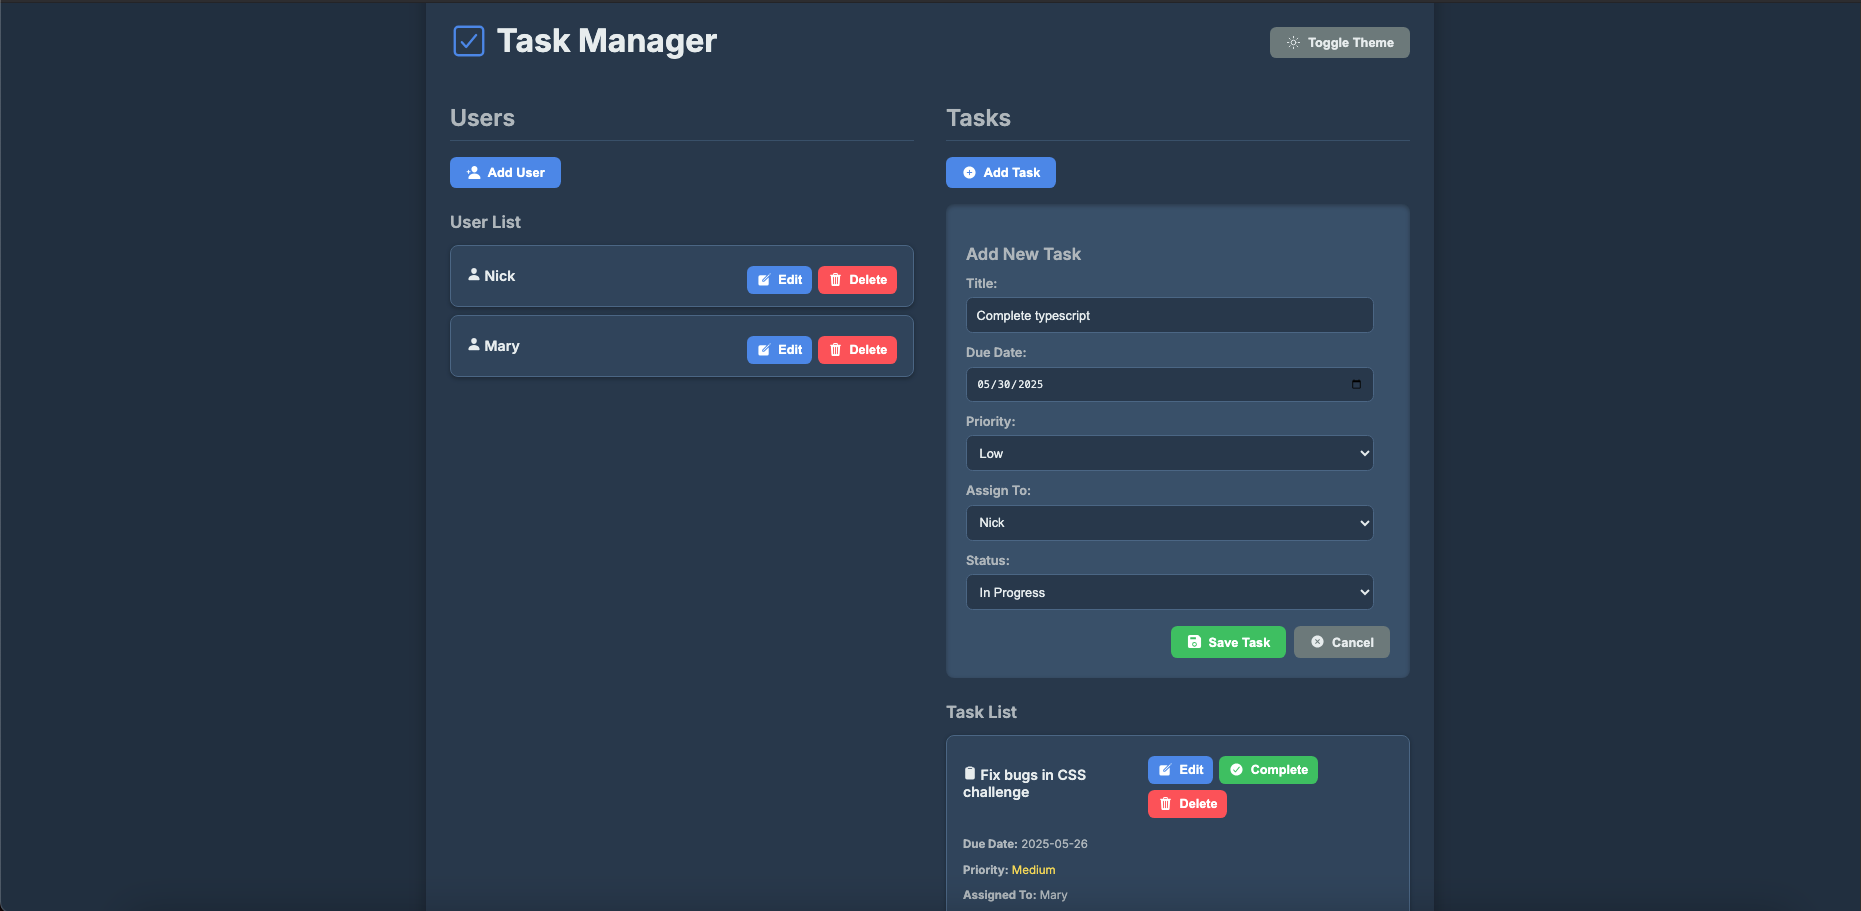 Task Manager
Toggle Theme
Users
Add User
User List
Nick
Edit
Delete
Mary
Edit
Delete
Tasks
Add Task
Add New Task
Title:
Complete typescript
Due Date:
05/30/2025
Priority:
Low
Assign To:
Nick
Status:
In Progress
Save Task
Cancel
Task List
Fix bugs in CSS
challenge
Edit
Complete
Delete
Due Date: 2025-05-26
Priority: Medium
Assigned To: Mary